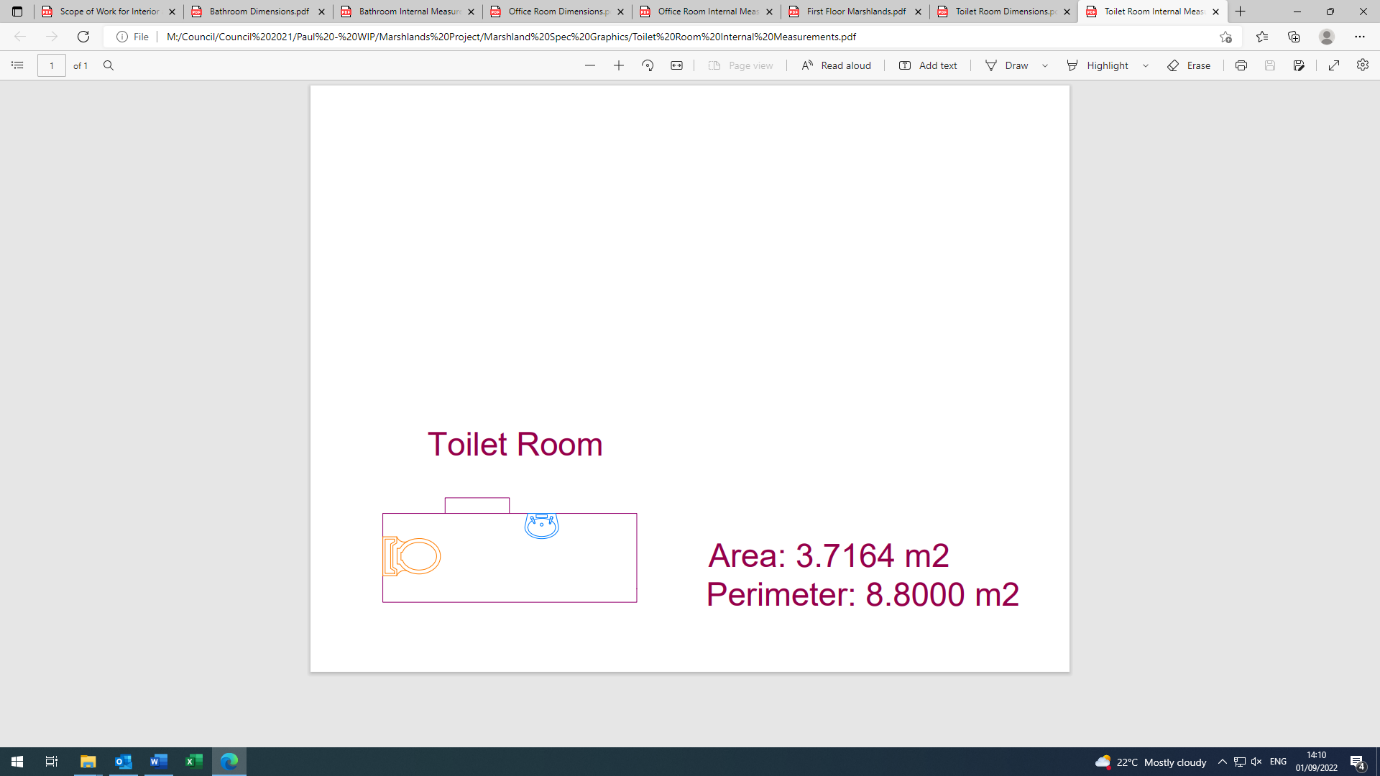 Scope of Work for Interior
Bathroom Dimensions.pdf
Bathroom Internal Measur
Office Room Dimensions.p
Office Room Internal Meas
First Floor Marshlands.pdf
Toilet Room Dimensions.p
Toilet Room Internal Meas
File
M:/Council/Council%202021/Paul%20-%20WIP/Marshlands%20Project/Marshland%20Spec%20Graphics/Toilet%20Room%20Internal%20Measurements.pdf
1 of 1
Page view
Read aloud
Add text
Draw
Highlight
Erase
Toilet Room
Area: 3.7164 m2
Perimeter: 8.8000 m2
22°C Mostly cloudy
ENG
14:10
01/09/2022
4